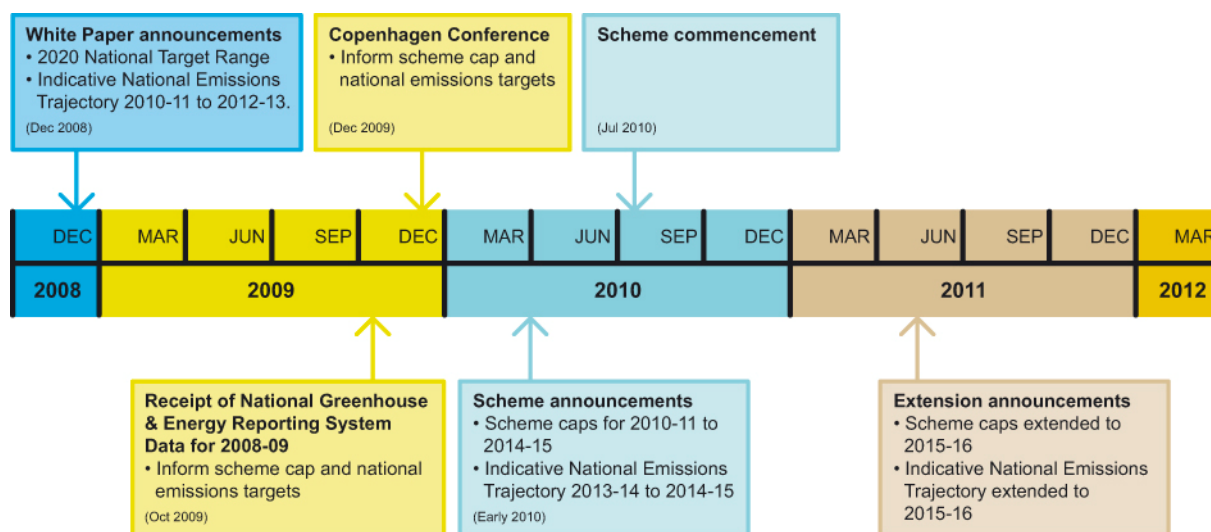 White Paper announcements
• 2020 National Target Range
• Indicative National Emissions
Trajectory 2010-11 to 2012-13.
(Dec 2008)
Copenhagen Conference
• Inform scheme cap and
national emissions targets
(Dec 2009)
Scheme commencement
(Jul 2010)
DEC MAR JUN SEP DEC MAR JUN SEP DEC MAR JUN SEP DEC MAR
2008 2009 2010 2011 2012
Receipt of National Greenhouse
& Energy Reporting System
Data for 2008-09
• Inform scheme cap and national
emissions targets
(Oct 2009)
Scheme announcements
• Scheme caps for 2010-11 to
2014-15
• Indicative National Emissions
Trajectory 2013-14 to 2014-15
(Early 2010)
Extension announcements
• Scheme caps extended to
2015-16
• Indicative National Emissions
Trajectory extended to
2015-16